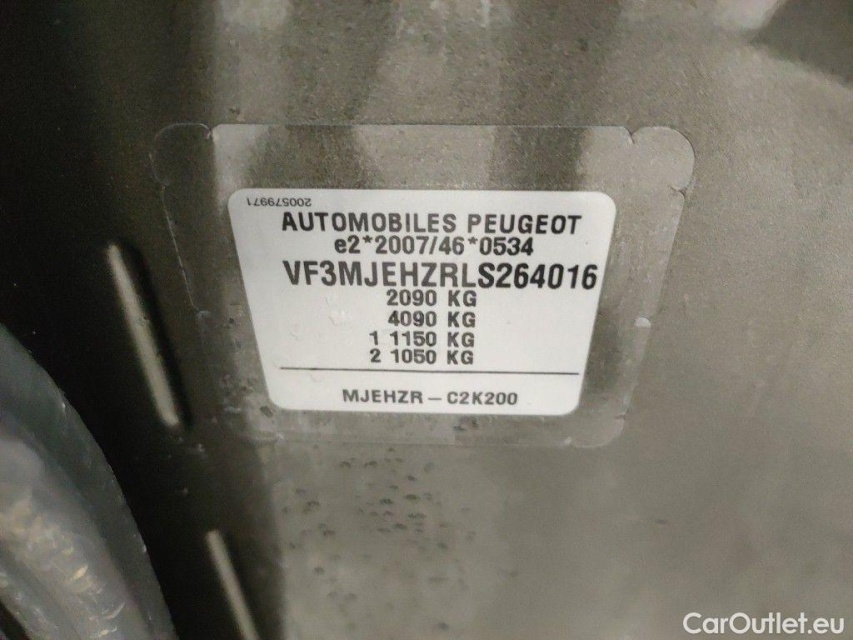 200579971
AUTOMOBILES PEUGEOT
e2*2007/46*0534
VF3MJEHZRLS264016
2090 KG
4090 KG
1 1150 KG
2 1050 KG
MJEHZR – C2K200
CarOutlet.eu